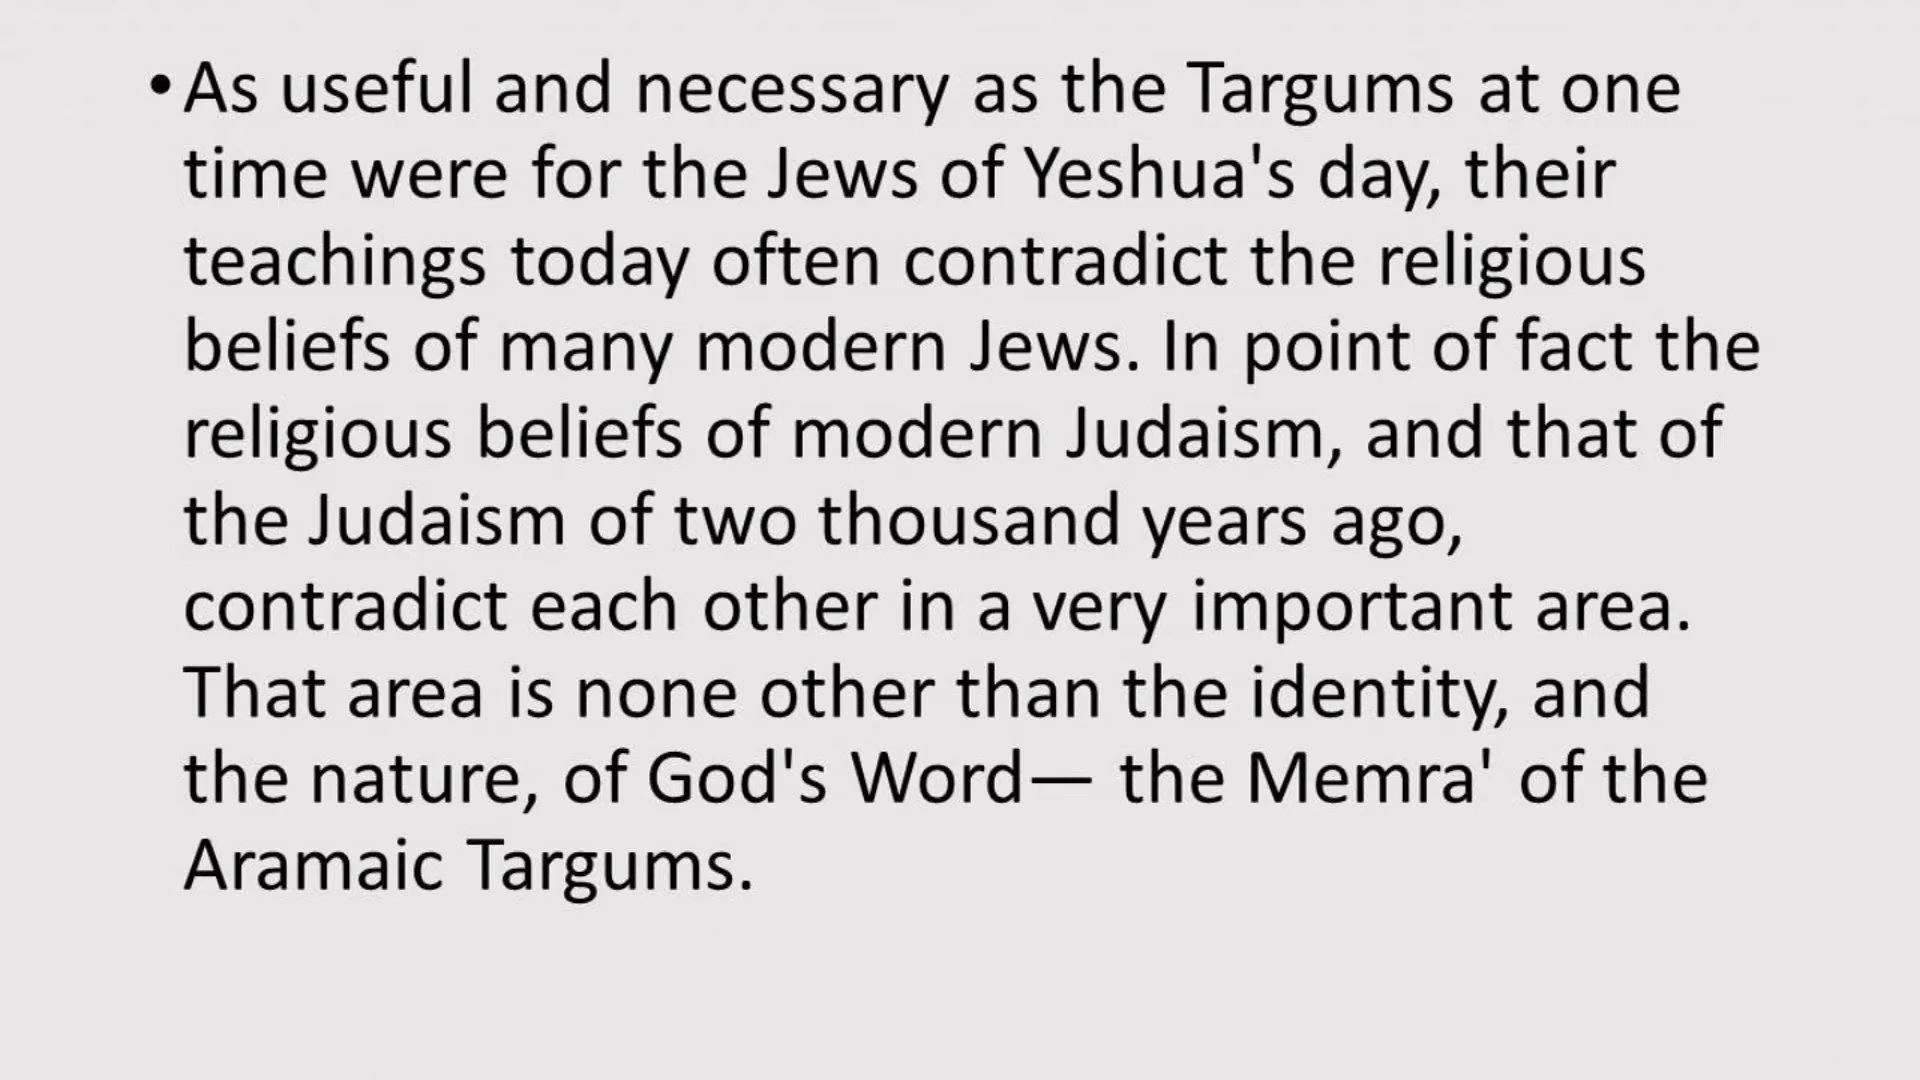 •As useful and necessary as the Targums at one
time were for the Jews of Yeshua's day, their
teachings today often contradict the religious
beliefs of many modern Jews. In point of fact the
religious beliefs of modern Judaism, and that of
the Judaism of two thousand years ago,
contradict each other in a very important area.
That area is none other than the identity, and
the nature, of God's Word— the Memra' of the
Aramaic Targums.